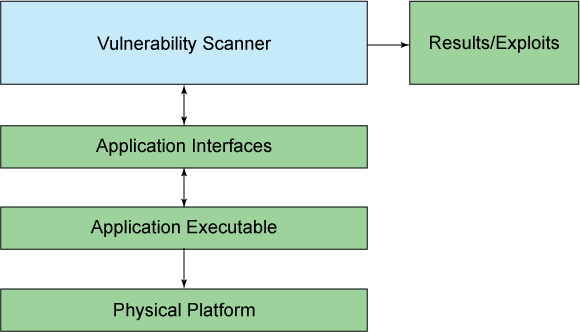 Vulnerability Scanner
Results/Exploits
Application Interfaces
Application Executable
Physical Platform